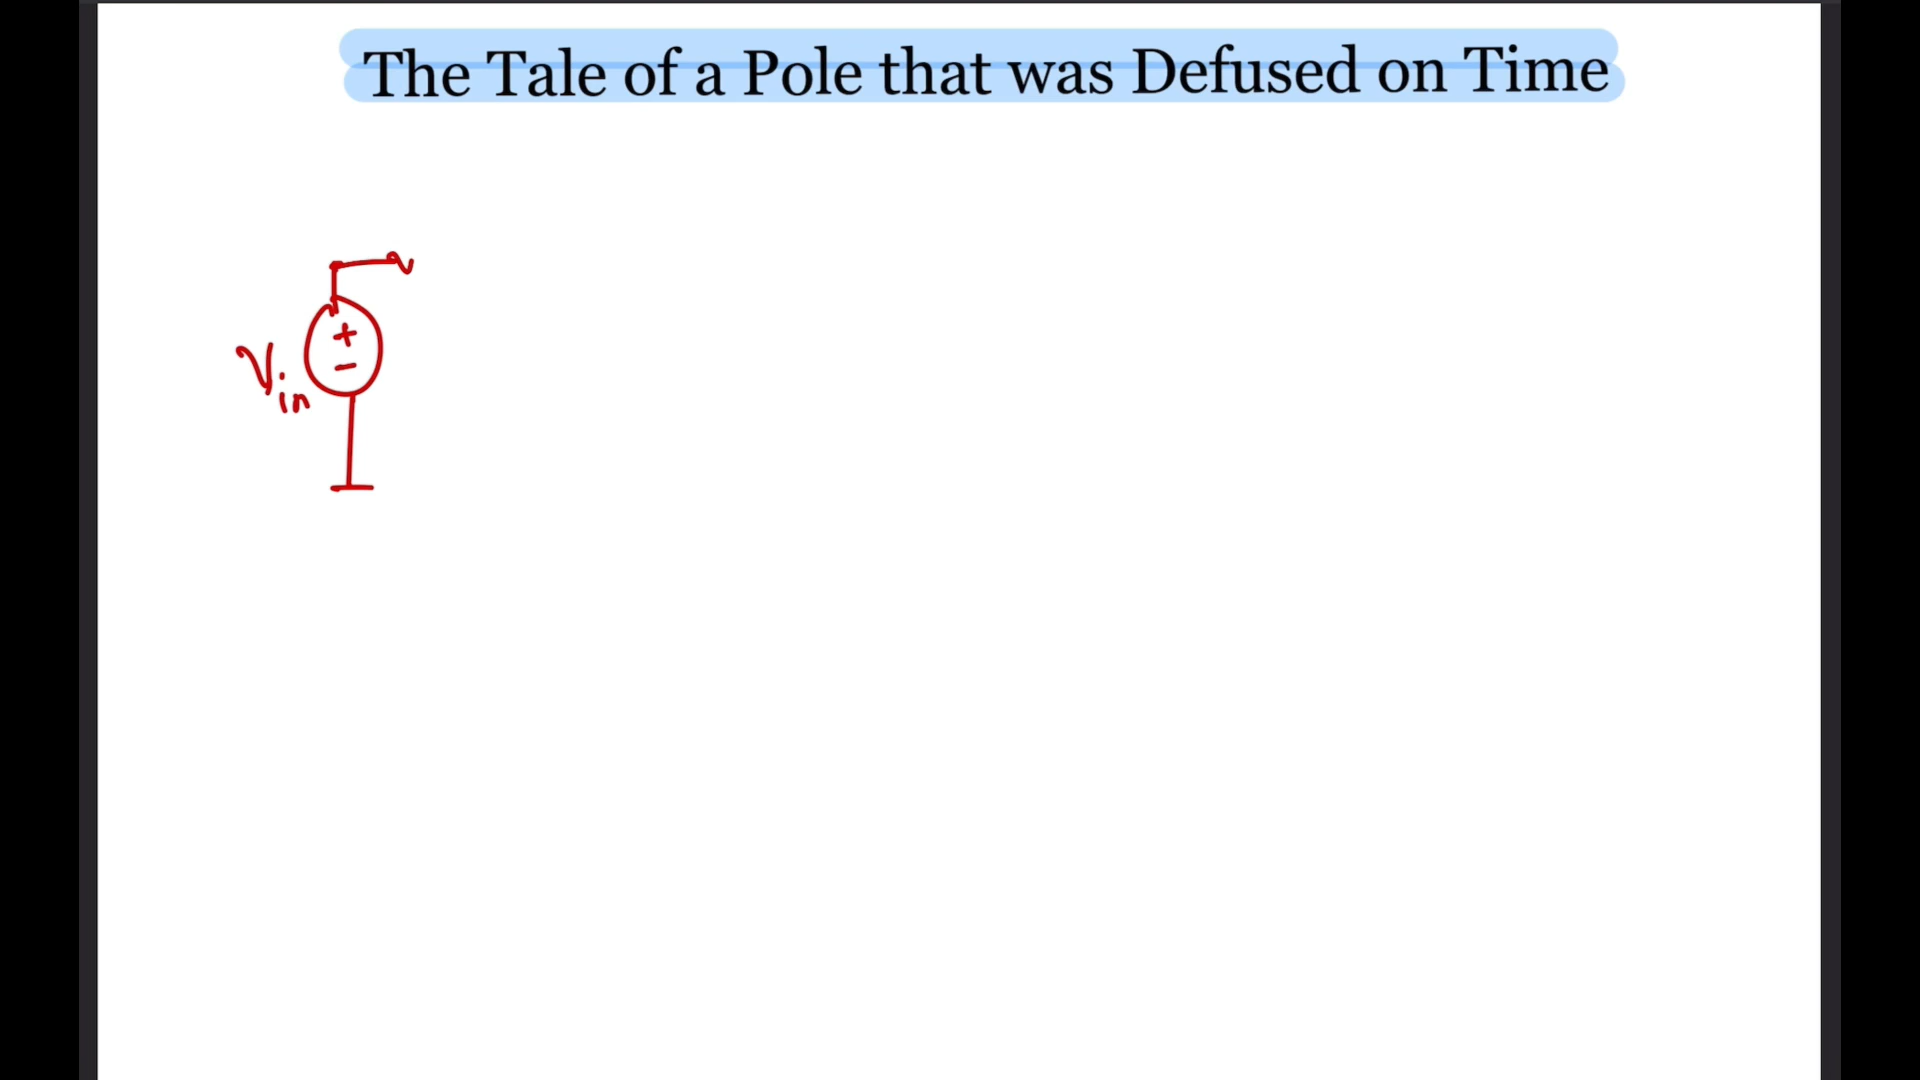 The Tale of a Pole that was Defused on Time
+
-
Vin